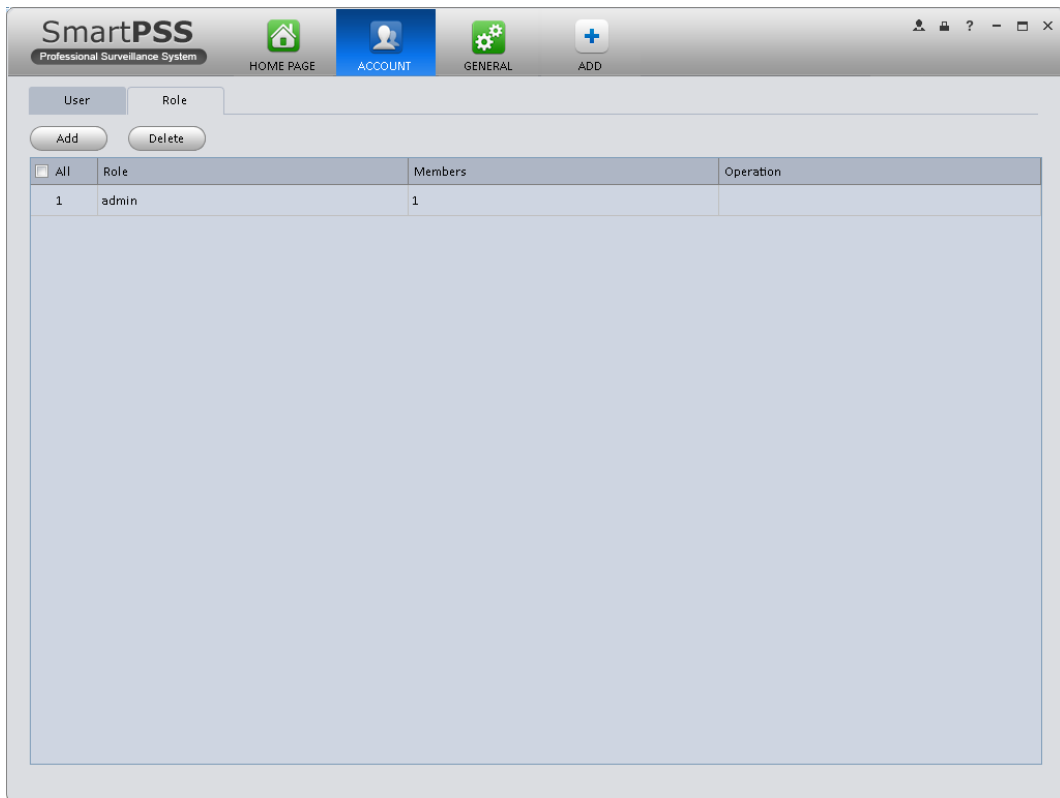 SmartPSS
Professional Surveillance System
HOME PAGE
ACCOUNT
GENERAL
ADD
?
User
Role
Add
Delete
All
Role
Members
Operation
1
admin
1